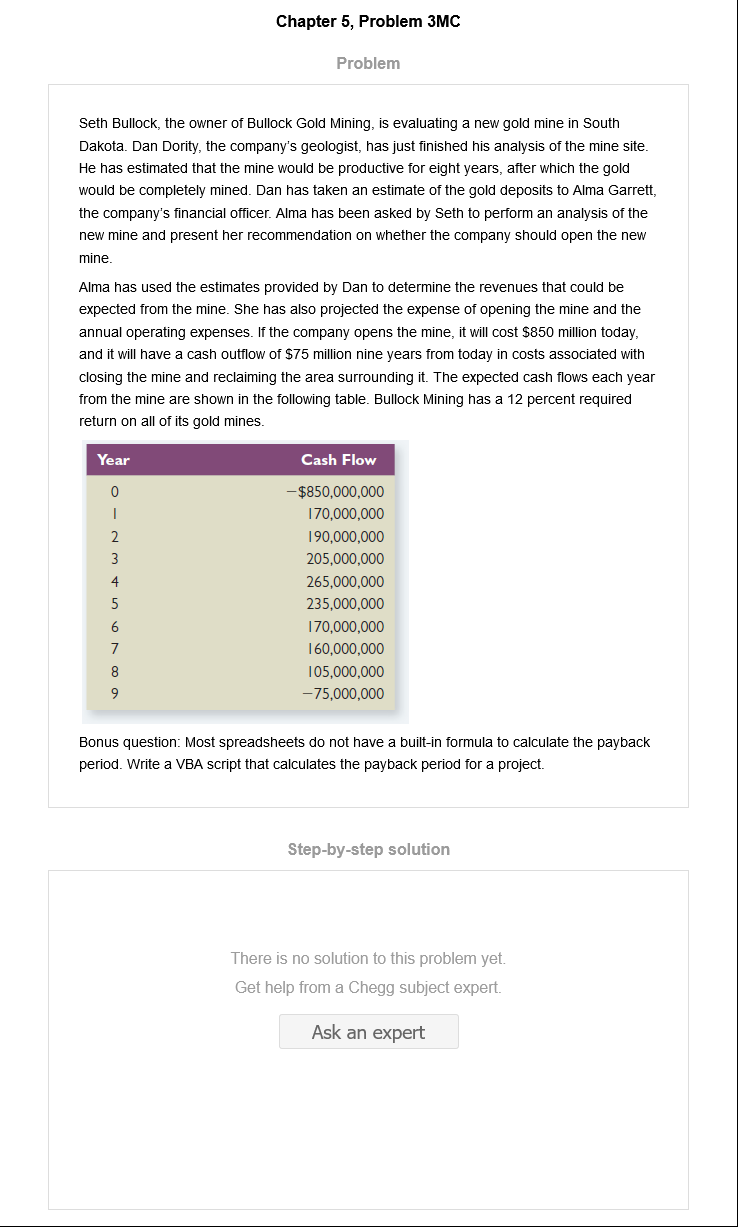 Chapter 5, Problem 3MC
Problem
Seth Bullock, the owner of Bullock Gold Mining, is evaluating a new gold mine in South
Dakota. Dan Dority, the company's geologist, has just finished his analysis of the mine site.
He has estimated that the mine would be productive for eight years, after which the gold
would be completely mined. Dan has taken an estimate of the gold deposits to Alma Garrett,
the company's financial officer. Alma has been asked by Seth to perform an analysis of the
new mine and present her recommendation on whether the company should open the new
mine.
Alma has used the estimates provided by Dan to determine the revenues that could be
expected from the mine. She has also projected the expense of opening the mine and the
annual operating expenses. If the company opens the mine, it will cost $850 million today,
and it will have a cash outflow of $75 million nine years from today in costs associated with
closing the mine and reclaiming the area surrounding it. The expected cash flows each year
from the mine are shown in the following table. Bullock Mining has a 12 percent required
return on all of its gold mines.
Year Cash Flow
0 −$850,000,000
1 170,000,000
2 190,000,000
3 205,000,000
4 265,000,000
5 235,000,000
6 170,000,000
7 160,000,000
8 105,000,000
9 −75,000,000
Bonus question: Most spreadsheets do not have a built-in formula to calculate the payback
period. Write a VBA script that calculates the payback period for a project.
Step-by-step solution
There is no solution to this problem yet.
Get help from a Chegg subject expert.
Ask an expert